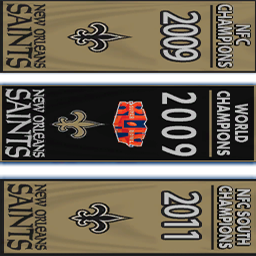 NEW ORLEANS
SAINTS
2009
NFC
CHAMPIONS
NEW ORLEANS
SAINTS
XLIV
2009
WORLD
CHAMPIONS
NEW ORLEANS
SAINTS
2011
NFC SOUTH
CHAMPIONS